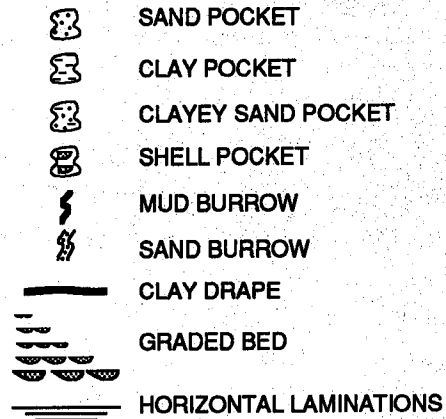 SAND POCKET
CLAY POCKET
CLAYEY SAND POCKET
SHELL POCKET
MUD BURROW
SAND BURROW
CLAY DRAPE
GRADED BED
HORIZONTAL LAMINATIONS